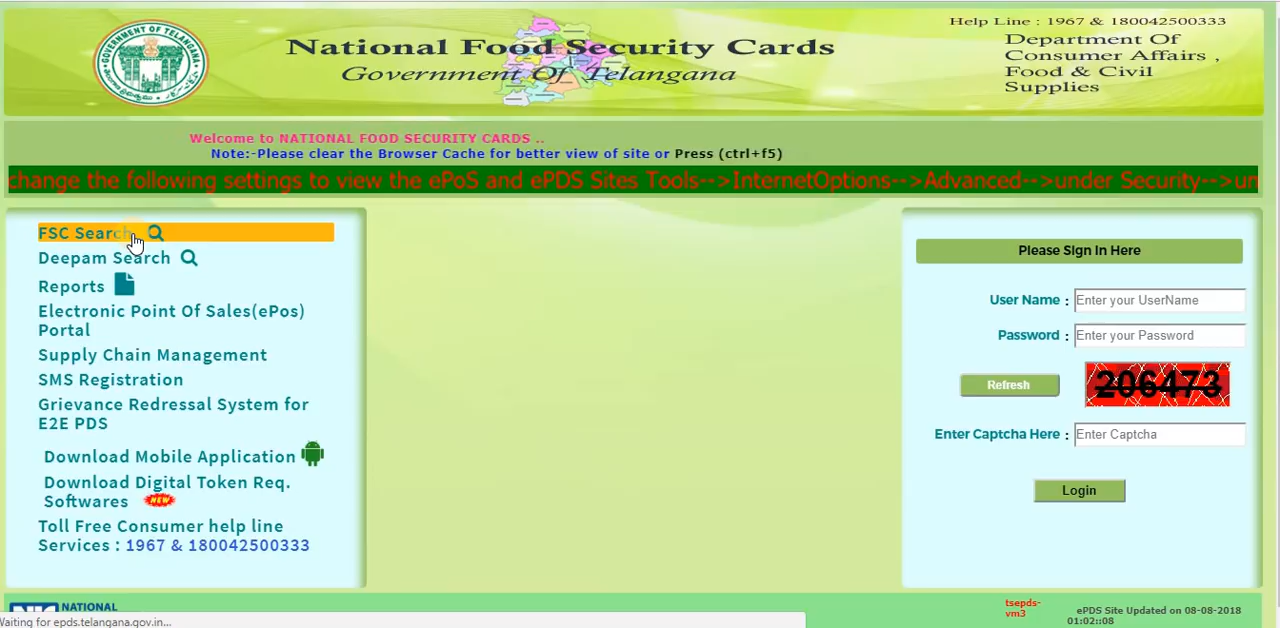 Help Line : 1967 & 180042500333
GOVERNMENT OF TELANGANA
National Food Security Cards
Government Of Telangana
Department Of
Consumer Affairs ,
Food & Civil
Supplies
Welcome to NATIONAL FOOD SECURITY CARDS ..
Note:-Please clear the Browser Cache for better view of site or Press (ctrl+f5)
change the following settings to view the ePoS and ePDS Sites Tools-->InternetOptions-->Advanced-->under Security-->un
FSC Search
Deepam Search
Reports
Electronic Point Of Sales(ePos)
Portal
Supply Chain Management
SMS Registration
Grievance Redressal System for
E2E PDS
Download Mobile Application
Download Digital Token Req.
Softwares NEW
Toll Free Consumer help line
Services : 1967 & 180042500333
Please Sign In Here
User Name : Enter your UserName
Password : Enter your Password
Refresh 206473
Enter Captcha Here : Enter Captcha
Login
NIC NATIONAL
tsepds-
vm3
ePDS Site Updated on 08-08-2018
01:02::08
Waiting for epds.telangana.gov.in...